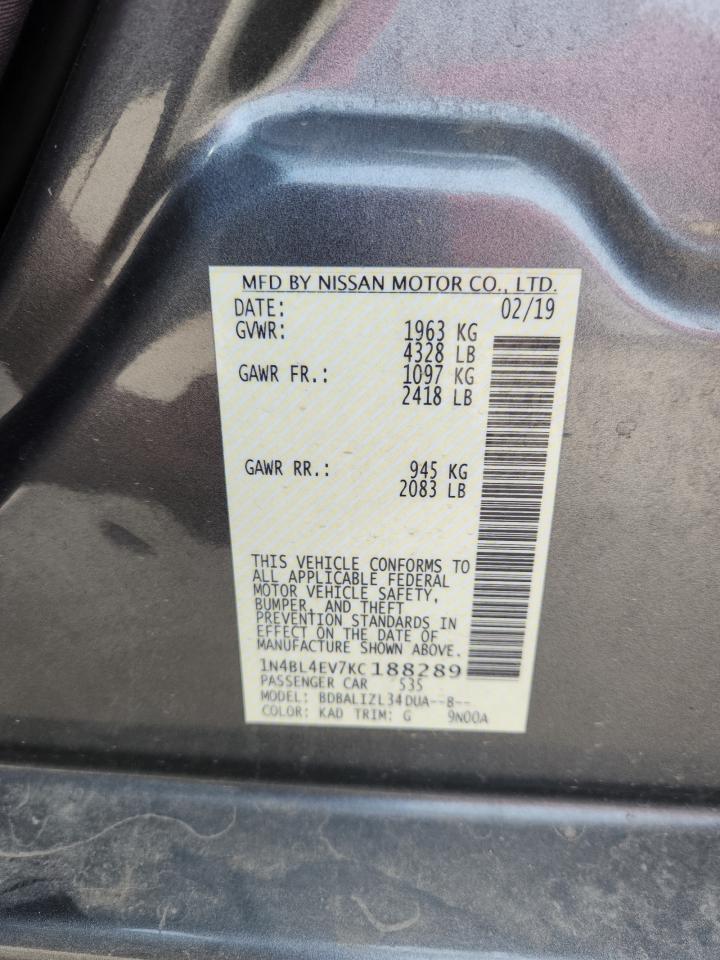 MFD BY NISSAN MOTOR CO., LTD.
DATE: 02/19
GVWR: 1963 KG
4328 LB
GAWR FR.: 1097 KG
2418 LB
GAWR RR.: 945 KG
2083 LB
THIS VEHICLE CONFORMS TO
ALL APPLICABLE FEDERAL
MOTOR VEHICLE SAFETY,
BUMPER, AND THEFT
PREVENTION STANDARDS IN
EFFECT ON THE DATE OF
MANUFACTURE SHOWN ABOVE.
1N4BL4EV7KC188289
PASSENGER CAR 535
MODEL: BDBALIZL34DUA--B--
COLOR: KAD TRIM: G 9N00A